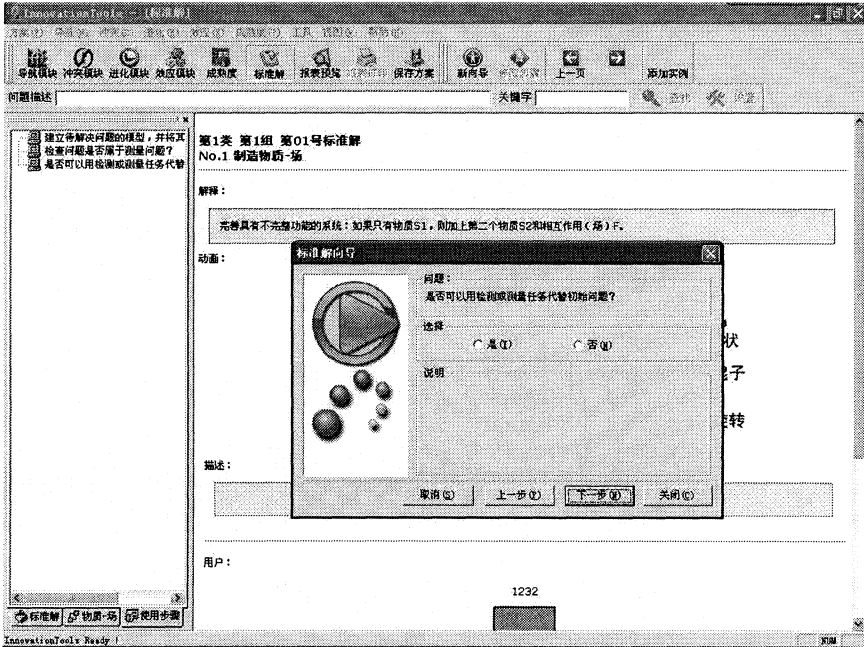 InnovationTools - [标准解]
工具
导航模块 冲突模块 进化模块 效应模块 成熟度 标准解 报表预览 保存方案 新向导 上一页 添加实例
问题描述 关键字
建立待解决问题的模型，并将其
检查问题是否属于测量问题?
是否可以用检测或测量任务代替
第1类 第1组 第01号标准解
No.1 制造物质-场
解释：
完善具有不完整功能的系统：如果只有物质S1，则加上第二个物质S2和相互作用(场)F。
动画：
标准解向导
问题：
是否可以用检测或测量任务代替初始问题?
选择
是(Y) 否(N)
状
说明
子
转
描述：
取消(S) 上一步(P) 下一步(N) 关闭(C)
用户：
1232
标准解 物质-场 使用步骤
InnovationTools Ready !
NUM